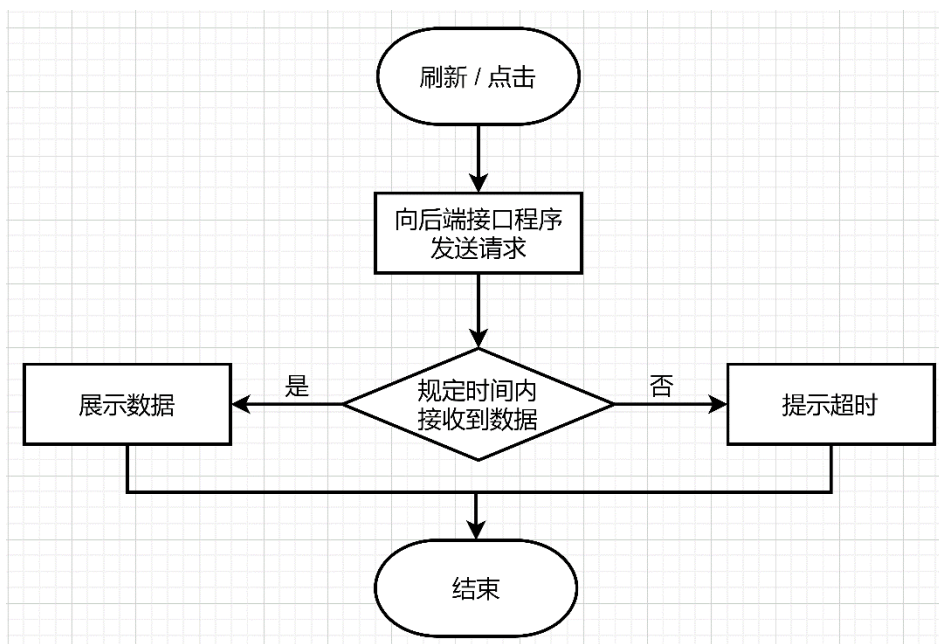 刷新 / 点击
向后端接口程序
发送请求
规定时间内
接收到数据
是
否
展示数据
提示超时
结束